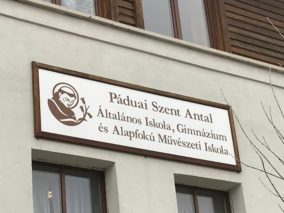 Páduai Szent Antal
Általános Iskola, Gimnázium
és Alapfokú Művészeti Iskola